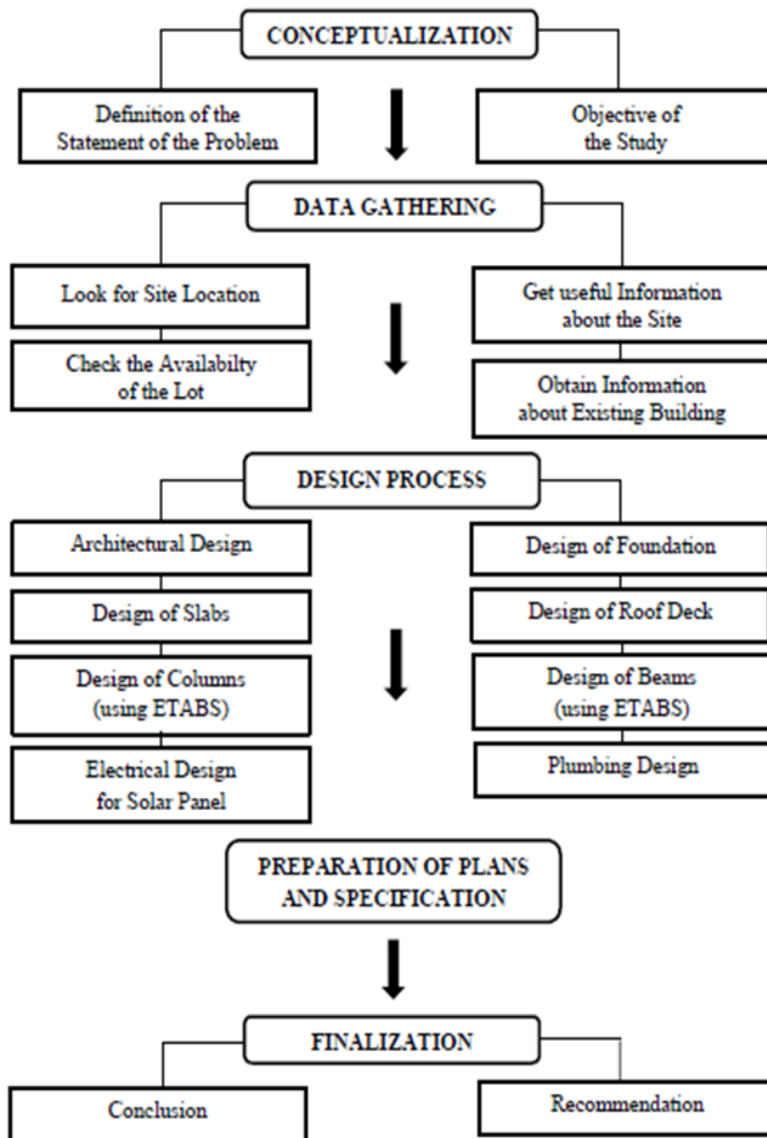 CONCEPTUALIZATION
Definition of the
Statement of the Problem
Objective of
the Study
DATA GATHERING
Look for Site Location
Check the Availabilty
of the Lot
Get useful Information
about the Site
Obtain Information
about Existing Building
DESIGN PROCESS
Architectural Design
Design of Slabs
Design of Columns
(using ETABS)
Electrical Design
for Solar Panel
Design of Foundation
Design of Roof Deck
Design of Beams
(using ETABS)
Plumbing Design
PREPARATION OF PLANS
AND SPECIFICATION
FINALIZATION
Conclusion
Recommendation